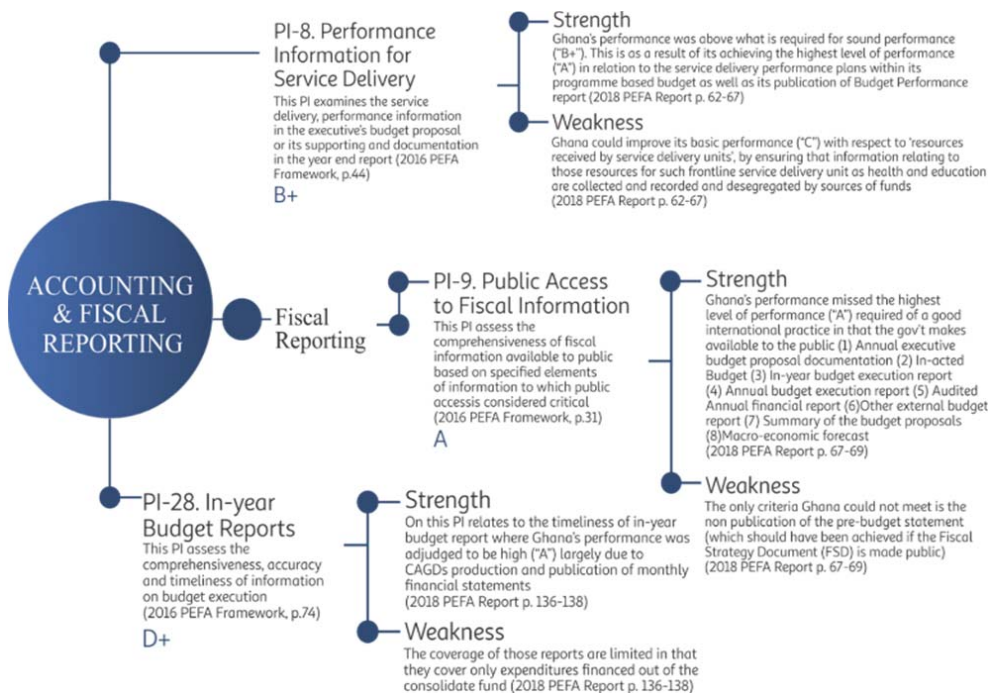 PI-8. Performance
Information for
Service Delivery
This PI examines the service
delivery, performance information
in the executive's budget proposal
or its supporting and documentation
in the year end report (2016 PEFA
Framework, p.44)
B+
Strength
Ghana's performance was above what is required for sound performance
("B+"). This is as a result of its achieving the highest level of performance
("A") in relation to the service delivery performance plans within its
programme based budget as well as its publication of Budget Performance
report (2018 PEFA Report p. 62-67)
Weakness
Ghana could improve its basic performance ("C") with respect to 'resources
received by service delivery units', by ensuring that information relating to
those resources for such frontline service delivery unit as health and education
are collected and recorded and desegregated by sources of funds
(2018 PEFA Report p. 62-67)
ACCOUNTING
& FISCAL
REPORTING
Fiscal
Reporting
PI-9. Public Access
to Fiscal Information
This PI assess the
comprehensiveness of fiscal
information available to public
based on specified elements
of information to which public
accessis considered critical
(2016 PEFA Framework, p.31)
A
Strength
Ghana's performance missed the highest
level of performance ("A") required of a good
international practice in that the gov't makes
available to the public (1) Annual executive
budget proposal documentation (2) In-acted
Budget (3) In-year budget execution report
(4) Annual budget execution report (5) Audited
Annual financial report (6)Other external budget
report (7) Summary of the budget proposals
(8)Macro-economic forecast
(2018 PEFA Report p. 67-69)
Weakness
The only criteria Ghana could not meet is the
non publication of the pre-budget statement
(which should have been achieved if the Fiscal
Strategy Document (FSD) is made public)
(2018 PEFA Report p. 67-69)
PI-28. In-year
Budget Reports
This PI assess the
comprehensiveness, accuracy
and timeliness of information
on budget execution
(2016 PEFA Framework, p.74)
D+
Strength
On this PI relates to the timeliness of in-year
budget report where Ghana's performance was
adjudged to be high ("A") largely due to
CAGDs production and publication of monthly
financial statements
(2018 PEFA Report p. 136-138)
Weakness
The coverage of those reports are limited in that
they cover only expenditures financed out of the
consolidate fund (2018 PEFA Report p. 136-138)